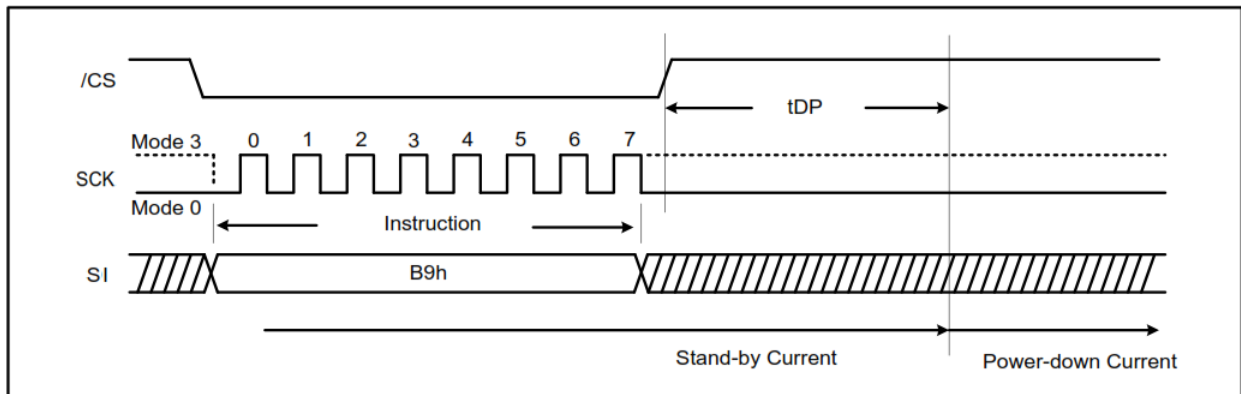 /CS
tDP
Mode 3 0 1 2 3 4 5 6 7
SCK
Mode 0
Instruction
SI B9h
Stand-by Current
Power-down Current